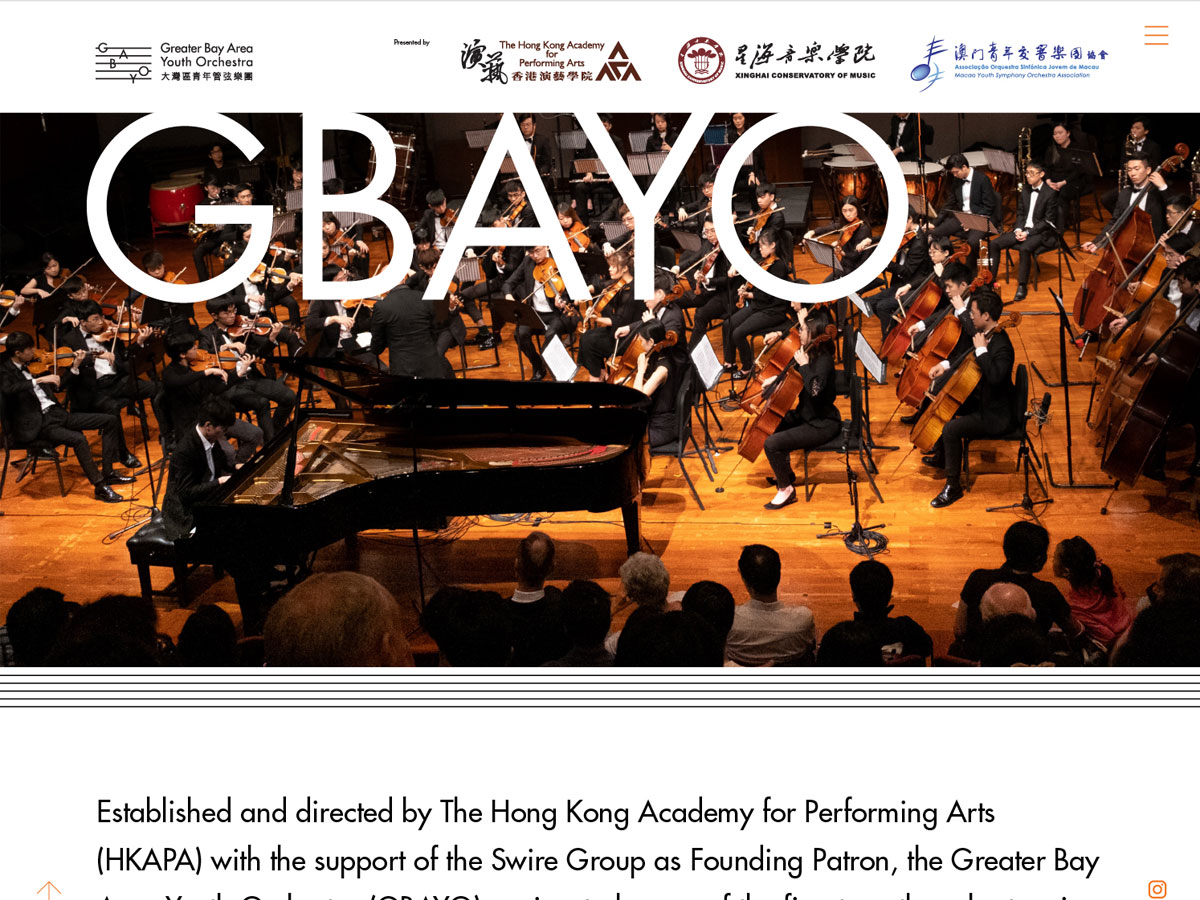 G A B Y O
Greater Bay Area
Youth Orchestra
大灣區青年管弦樂團
Presented by
演藝
The Hong Kong Academy
for
Performing Arts
香港演藝學院
星海音樂學院
XINGHAI CONSERVATORY OF MUSIC
澳门青年交響樂團協會
Associação Orquestra Sinfónica Jovem de Macau
Macao Youth Symphony Orchestra Association
GBAYO
Established and directed by The Hong Kong Academy for Performing Arts
(HKAPA) with the support of the Swire Group as Founding Patron, the Greater Bay